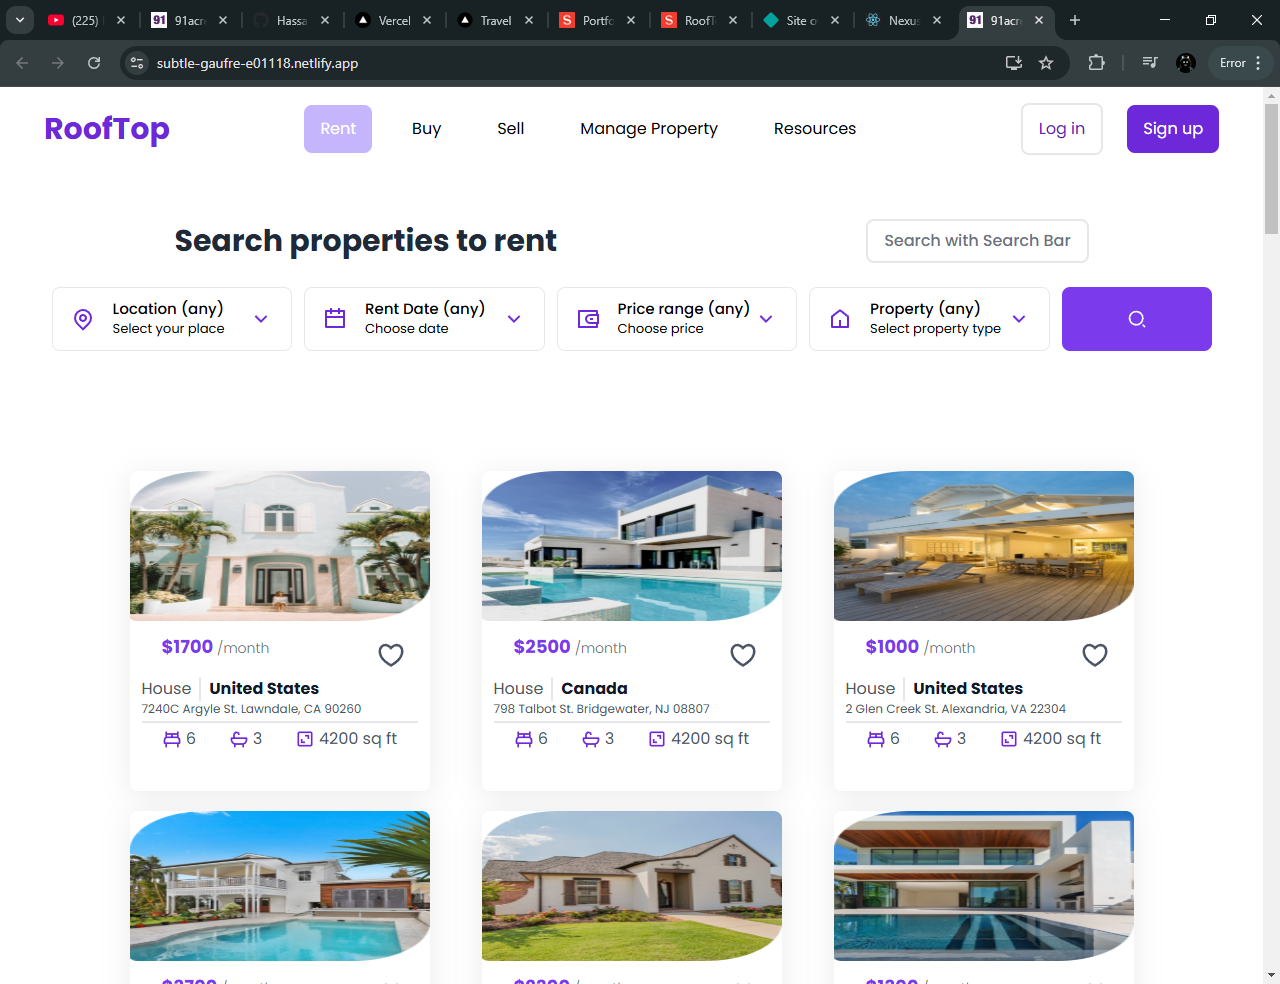 (225)
91acr
Hassa
Vercel
Travel
Portfo
RoofT
Site o
Nexus
91acr
subtle-gaufre-e01118.netlify.app
Error
RoofTop
Rent
Buy
Sell
Manage Property
Resources
Log in
Sign up
Search properties to rent
Search with Search Bar
Location (any)
Select your place
Rent Date (any)
Choose date
Price range (any)
Choose price
Property (any)
Select property type
$1700 /month
House United States
7240C Argyle St. Lawndale, CA 90260
6 3 4200 sq ft
$2500 /month
House Canada
798 Talbot St. Bridgewater, NJ 08807
6 3 4200 sq ft
$1000 /month
House United States
2 Glen Creek St. Alexandria, VA 22304
6 3 4200 sq ft